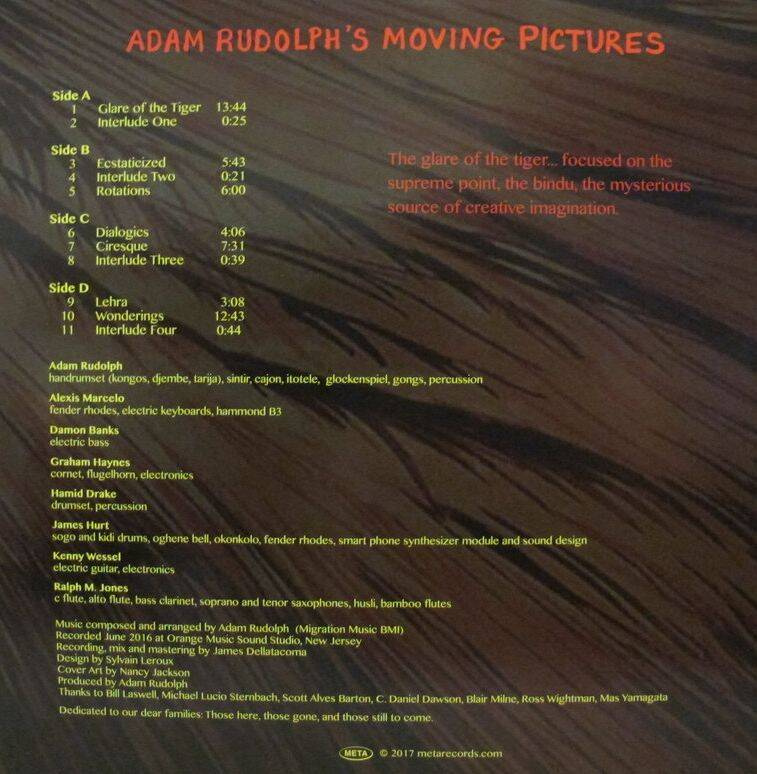 ADAM RUDOLPH'S MOVING PICTURES
Side A
1 Glare of the Tiger 13:44
2 Interlude One 0:25
Side B
3 Ecstaticized 5:43
4 Interlude Two 0:21
5 Rotations 6:00
Side C
6 Dialogics 4:06
7 Ciresque 7:31
8 Interlude Three 0:39
Side D
9 Lehra 3:08
10 Wonderings 12:43
11 Interlude Four 0:44
The glare of the tiger... focused on the
supreme point, the bindu, the mysterious
source of creative imagination.
Adam Rudolph
handrumset (kongos, djembe, tarija), sintir, cajon, itotele, glockenspiel, gongs, percussion
Alexis Marcelo
fender rhodes, electric keyboards, hammond B3
Damon Banks
electric bass
Graham Haynes
cornet, flugelhorn, electronics
Hamid Drake
drumset, percussion
James Hurt
sogo and kidi drums, oghene bell, okonkolo, fender rhodes, smart phone synthesizer module and sound design
Kenny Wessel
electric guitar, electronics
Ralph M. Jones
c flute, alto flute, bass clarinet, soprano and tenor saxophones, husli, bamboo flutes
Music composed and arranged by Adam Rudolph (Migration Music BMI)
Recorded June 2016 at Orange Music Sound Studio, New Jersey
Recording, mix and mastering by James Dellatacoma
Design by Sylvain Leroux
Cover Art by Nancy Jackson
Produced by Adam Rudolph
Thanks to Bill Laswell, Michael Lucio Sternbach, Scott Alves Barton, C. Daniel Dawson, Blair Milne, Ross Wightman, Mas Yamagata
Dedicated to our dear families: Those here, those gone, and those still to come.
META © 2017 metarecords.com